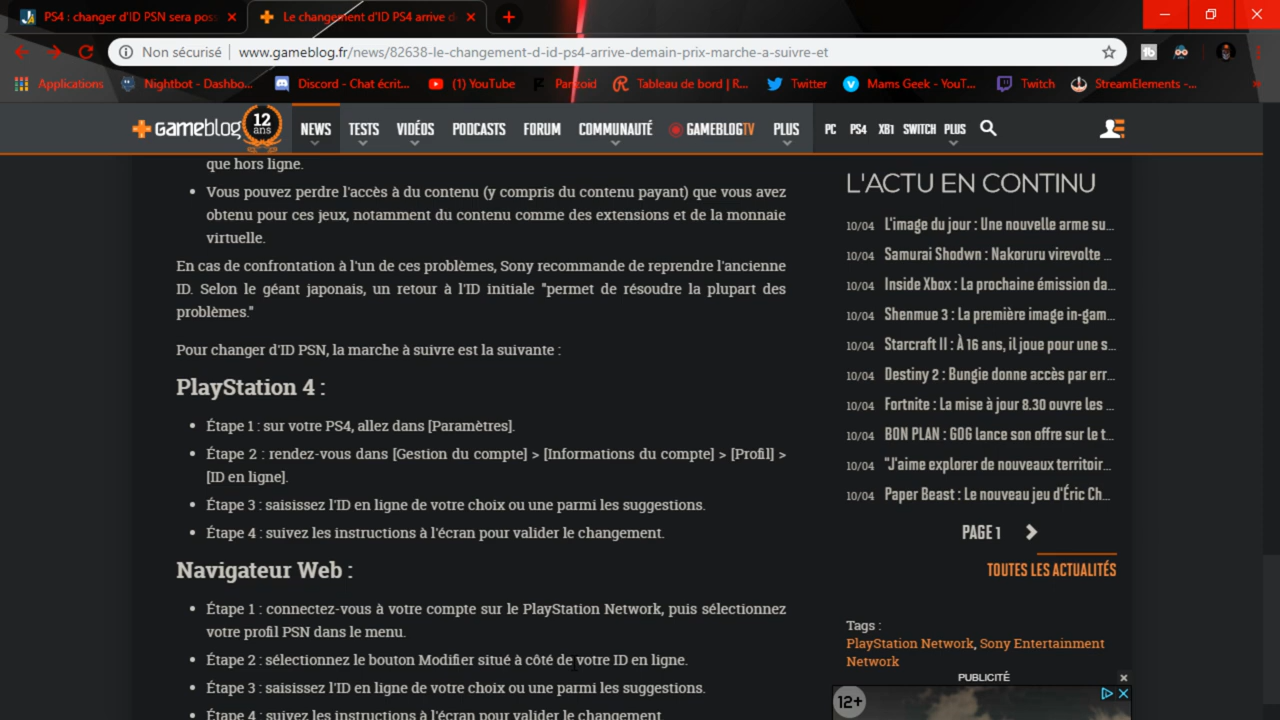 PS4 : changer d'ID PSN sera poss
Le changement d'ID PS4 arrive d
Non sécurisé | www.gameblog.fr/news/82638-le-changement-d-id-ps4-arrive-demain-prix-marche-a-suivre-et
Applications Nightbot - Dashbo... Discord - Chat écrit... (1) YouTube Tableau de bord | R... Twitter Mams Geek - YouT... Twitch StreamElements -...
GAMEBLOG 12 ans NEWS TESTS VIDÉOS PODCASTS FORUM COMMUNAUTÉ GAMEBLOGTV PLUS PC PS4 XB1 SWITCH PLUS
que hors ligne.
• Vous pouvez perdre l'accès à du contenu (y compris du contenu payant) que vous avez
obtenu pour ces jeux, notamment du contenu comme des extensions et de la monnaie
virtuelle.
En cas de confrontation à l'un de ces problèmes, Sony recommande de reprendre l'ancienne
ID. Selon le géant japonais, un retour à l'ID initiale "permet de résoudre la plupart des
problèmes."
Pour changer d'ID PSN, la marche à suivre est la suivante :
PlayStation 4 :
• Étape 1 : sur votre PS4, allez dans [Paramètres].
• Étape 2 : rendez-vous dans [Gestion du compte] > [Informations du compte] > [Profil] >
[ID en ligne].
• Étape 3 : saisissez l'ID en ligne de votre choix ou une parmi les suggestions.
• Étape 4 : suivez les instructions à l'écran pour valider le changement.
Navigateur Web :
• Étape 1 : connectez-vous à votre compte sur le PlayStation Network, puis sélectionnez
votre profil PSN dans le menu.
• Étape 2 : sélectionnez le bouton Modifier situé à côté de votre ID en ligne.
• Étape 3 : saisissez l'ID en ligne de votre choix ou une parmi les suggestions.
• Étape 4 : suivez les instructions à l'écran pour valider le changement
L'ACTU EN CONTINU
10/04 L'image du jour : Une nouvelle arme su...
10/04 Samurai Shodwn : Nakoruru virevolte ...
10/04 Inside Xbox : La prochaine émission da...
10/04 Shenmue 3 : La première image in-gam...
10/04 Starcraft II : À 16 ans, il joue pour une s...
10/04 Destiny 2 : Bungie donne accès par err...
10/04 Fortnite : La mise à jour 8.30 ouvre les ...
10/04 BON PLAN : GOG lance son offre sur le t...
10/04 "J'aime explorer de nouveaux territoir...
10/04 Paper Beast : Le nouveau jeu d'Éric Ch...
PAGE 1
TOUTES LES ACTUALITÉS
Tags :
PlayStation Network, Sony Entertainment
Network
PUBLICITÉ
12+